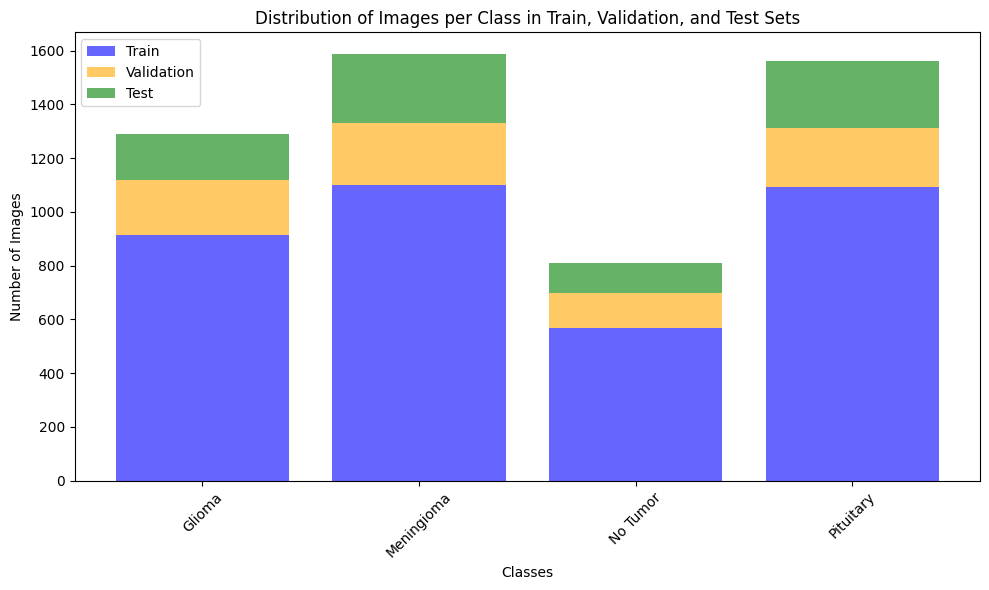 Distribution of Images per Class in Train, Validation, and Test Sets
Train
Validation
Test
1600
1400
1200
1000
800
600
400
200
0
Number of Images
Glioma
Meningioma
No Tumor
Pituitary
Classes